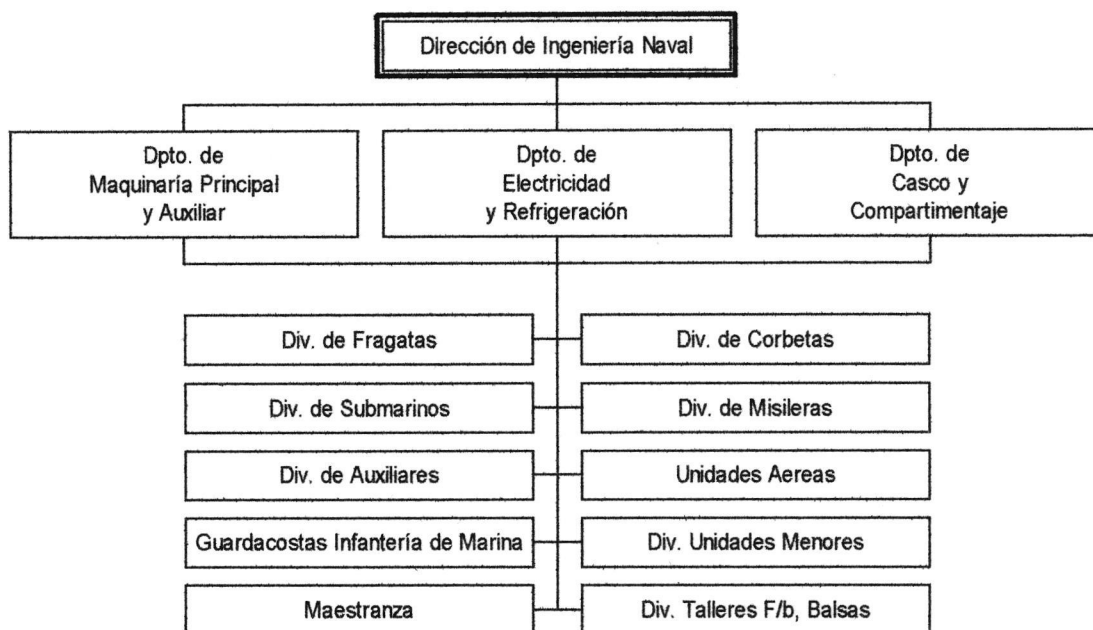 Dirección de Ingeniería Naval
Dpto. de
Maquinaría Principal
y Auxiliar
Dpto. de
Electricidad
y Refrigeración
Dpto. de
Casco y
Compartimentaje
Div. de Fragatas
Div. de Corbetas
Div. de Submarinos
Div. de Misileras
Div. de Auxiliares
Unidades Aereas
Guardacostas Infantería de Marina
Div. Unidades Menores
Maestranza
Div. Talleres F/b, Balsas